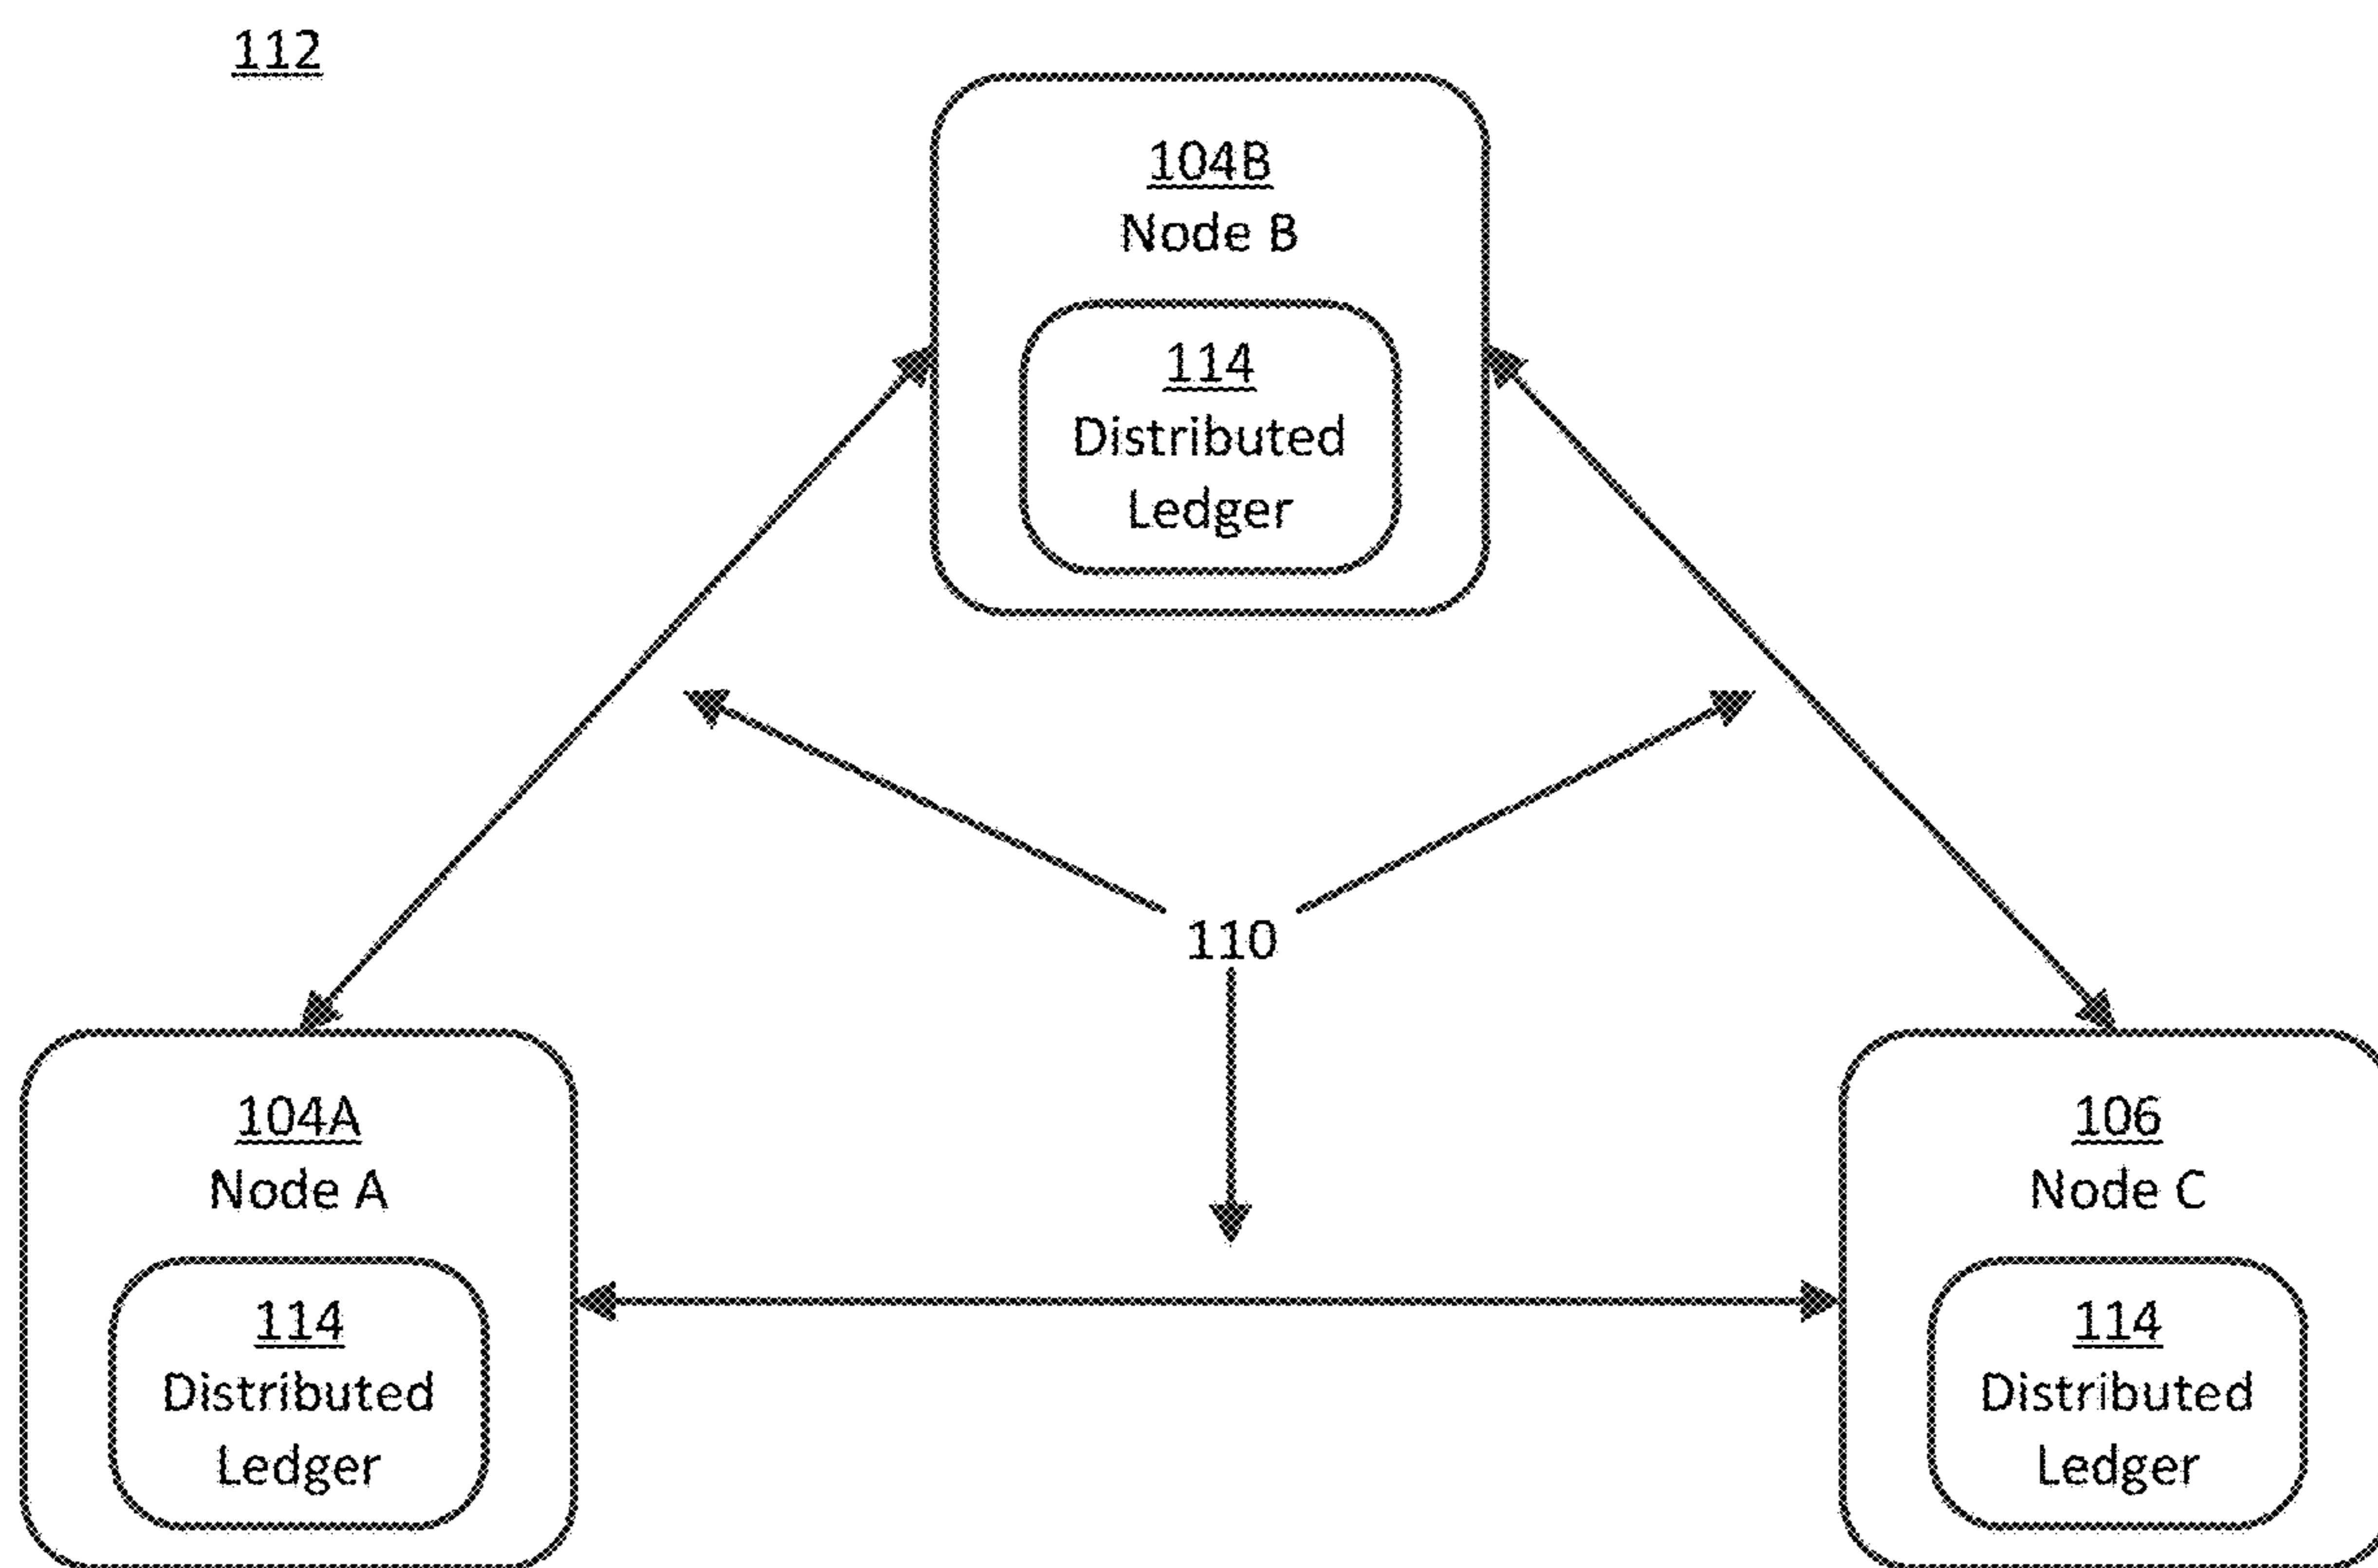 112
104B
Node B
114
Distributed
Ledger
110
104A
Node A
114
Distributed
Ledger
106
Node C
114
Distributed
Ledger